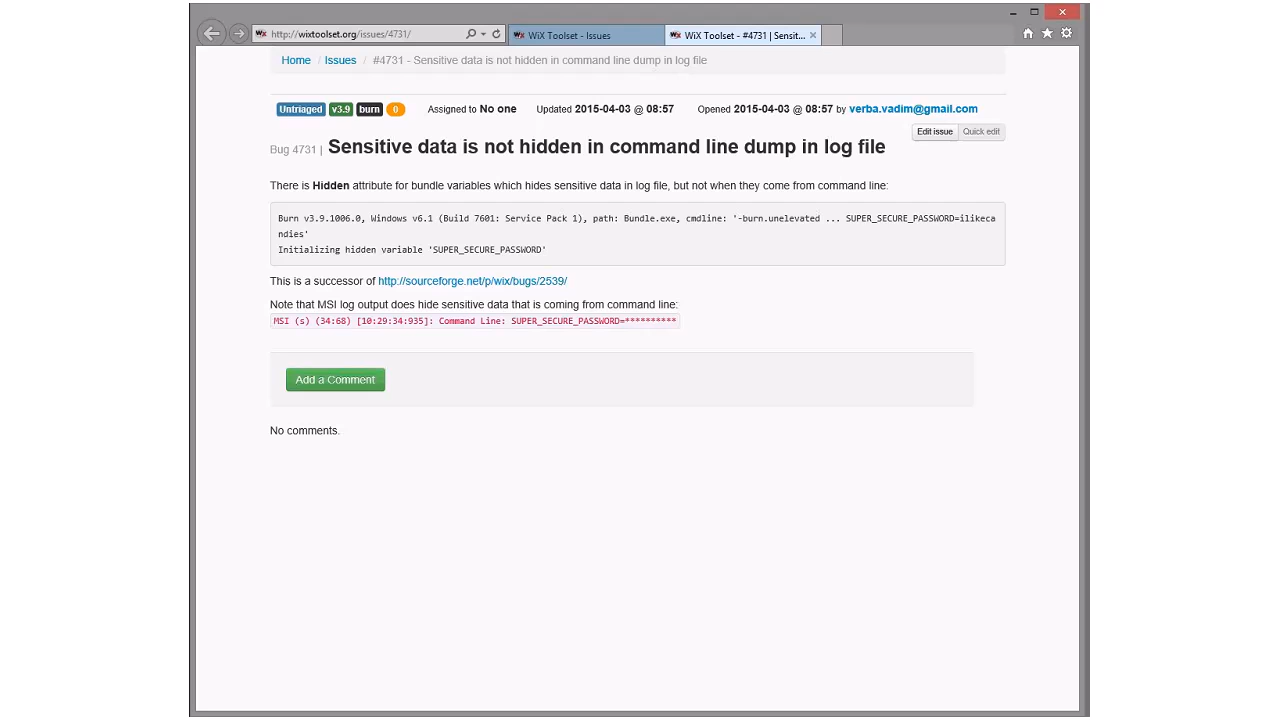 http://wixtoolset.org/issues/4731/
WiX Toolset - Issues
WiX Toolset - #4731 | Sensit...
Home / Issues / #4731 - Sensitive data is not hidden in command line dump in log file
Untriaged v3.9 burn 0 Assigned to No one Updated 2015-04-03 @ 08:57 Opened 2015-04-03 @ 08:57 by verba.vadim@gmail.com
Edit issue Quick edit
Bug 4731 | Sensitive data is not hidden in command line dump in log file
There is Hidden attribute for bundle variables which hides sensitive data in log file, but not when they come from command line:
Burn v3.9.1006.0, Windows v6.1 (Build 7601: Service Pack 1), path: Bundle.exe, cmdline: '-burn.unelevated ... SUPER_SECURE_PASSWORD=ilikeca
ndies'
Initializing hidden variable 'SUPER_SECURE_PASSWORD'
This is a successor of http://sourceforge.net/p/wix/bugs/2539/
Note that MSI log output does hide sensitive data that is coming from command line:
MSI (s) (34:68) [10:29:34:935]: Command Line: SUPER_SECURE_PASSWORD=**********
Add a Comment
No comments.